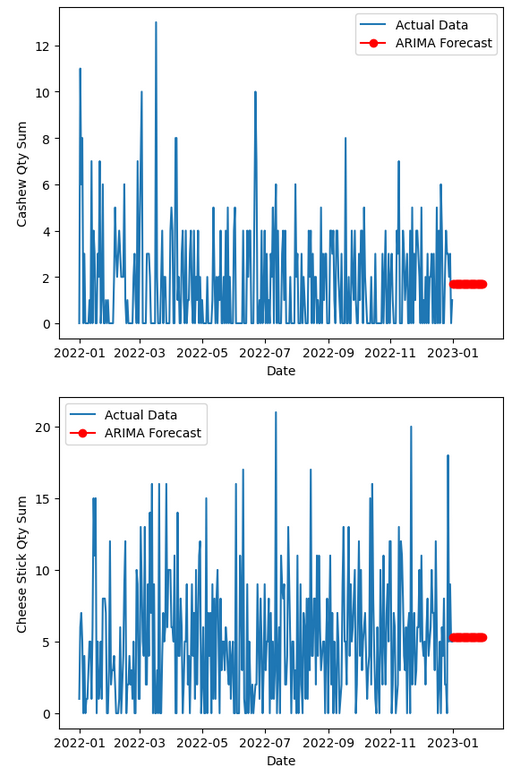 Actual Data
ARIMA Forecast
12
10
8
6
4
2
0
Cashew Qty Sum
2022-01 2022-03 2022-05 2022-07 2022-09 2022-11 2023-01
Date
Actual Data
ARIMA Forecast
20
15
10
5
0
Cheese Stick Qty Sum
2022-01 2022-03 2022-05 2022-07 2022-09 2022-11 2023-01
Date